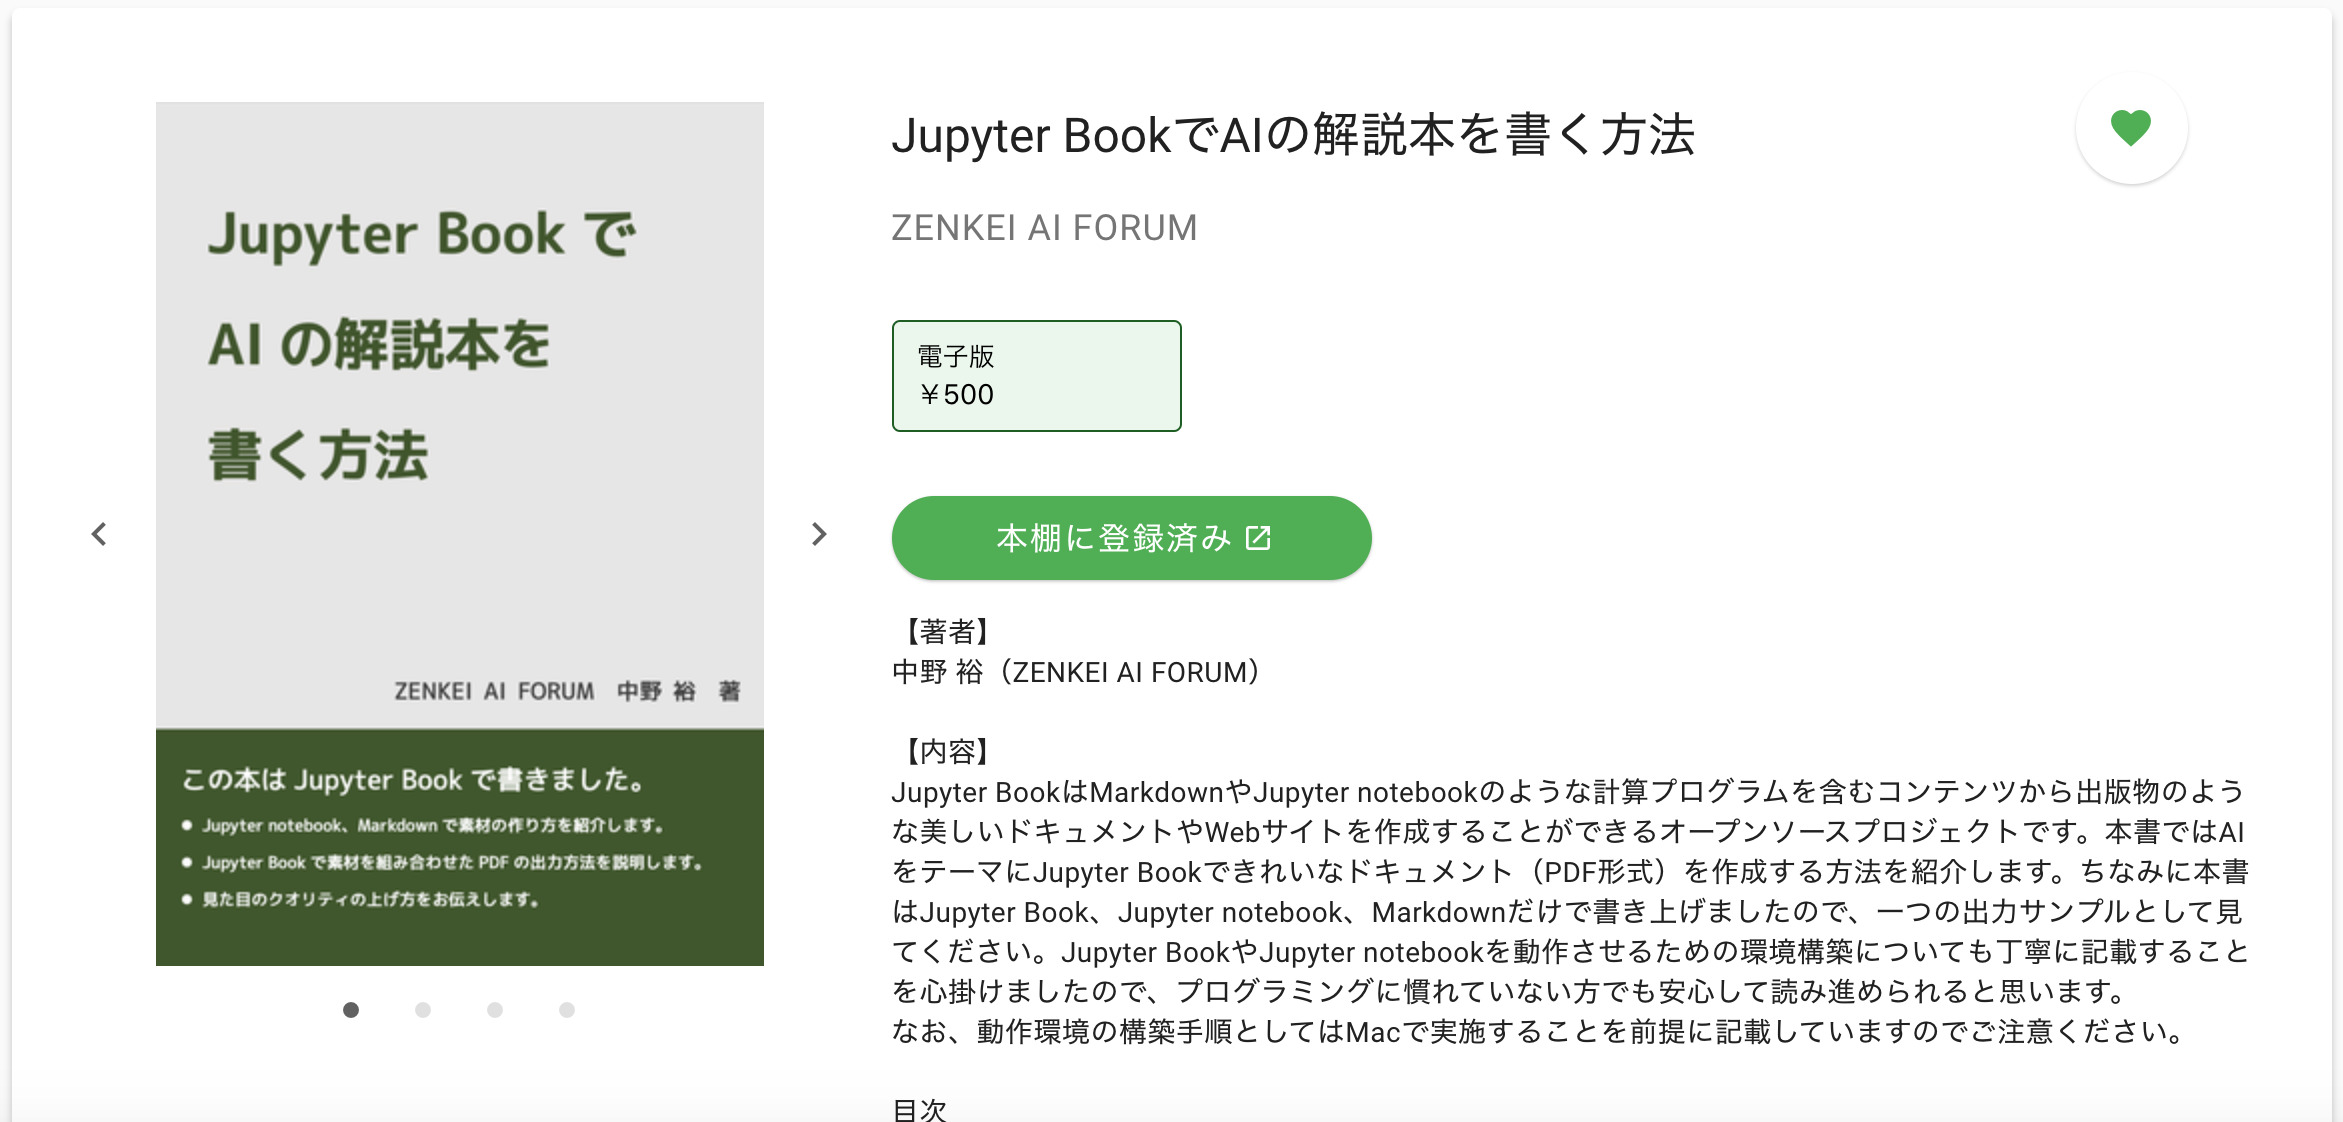 Jupyter Book で
AI の解説本を
書く方法
ZENKEI AI FORUM 中野 裕 著
この本は Jupyter Book で書きました。
● Jupyter notebook、Markdown で素材の作り方を紹介します。
● Jupyter Book で素材を組み合わせた PDF の出力方法を説明します。
● 見た目のクオリティの上げ方をお伝えします。
Jupyter BookでAIの解説本を書く方法
ZENKEI AI FORUM
電子版
￥500
本棚に登録済み
【著者】
中野 裕（ZENKEI AI FORUM）
【内容】
Jupyter BookはMarkdownやJupyter notebookのような計算プログラムを含むコンテンツから出版物のよう
な美しいドキュメントやWebサイトを作成することができるオープンソースプロジェクトです。本書ではAI
をテーマにJupyter Bookできれいなドキュメント（PDF形式）を作成する方法を紹介します。ちなみに本書
はJupyter Book、Jupyter notebook、Markdownだけで書き上げましたので、一つの出力サンプルとして見
てください。Jupyter BookやJupyter notebookを動作させるための環境構築についても丁寧に記載すること
を心掛けましたので、プログラミングに慣れていない方でも安心して読み進められると思います。
なお、動作環境の構築手順としてはMacで実施することを前提に記載していますのでご注意ください。
目次